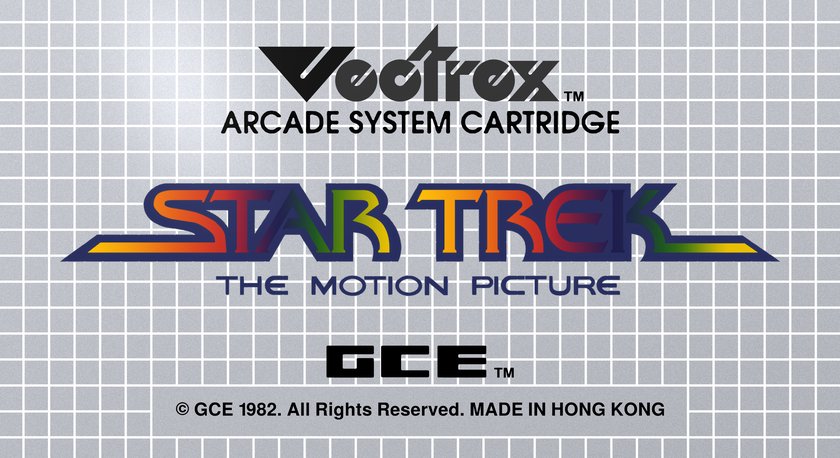 Vectrex™
ARCADE SYSTEM CARTRIDGE
STAR TREK
THE MOTION PICTURE
GCE™
© GCE 1982. All Rights Reserved. MADE IN HONG KONG